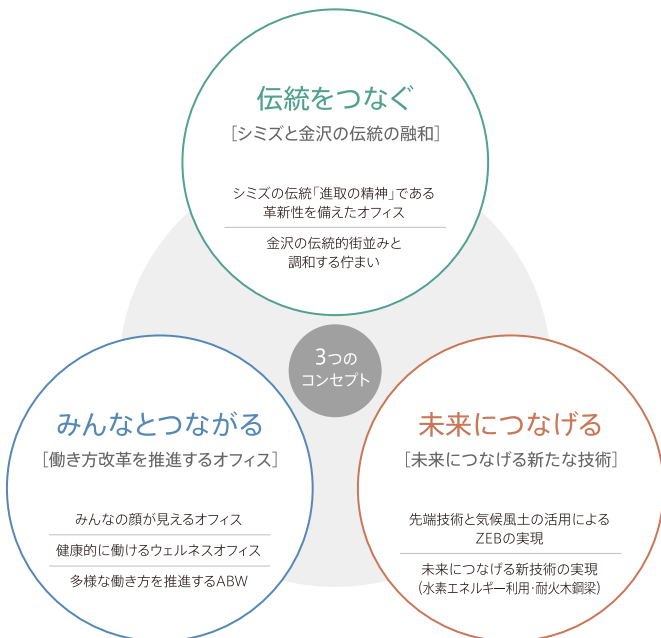 伝統をつなぐ
[シミズと金沢の伝統の融和]
シミズの伝統「進取の精神」である
革新性を備えたオフィス
金沢の伝統的街並みと
調和する佇まい
3つの
コンセプト
みんなとつながる
[働き方改革を推進するオフィス]
みんなの顔が見えるオフィス
健康的に働けるウェルネスオフィス
多様な働き方を推進するABW
未来につなげる
[未来につなげる新たな技術]
先端技術と気候風土の活用による
ZEBの実現
未来につなげる新技術の実現
(水素エネルギー利用・耐火木鋼梁)